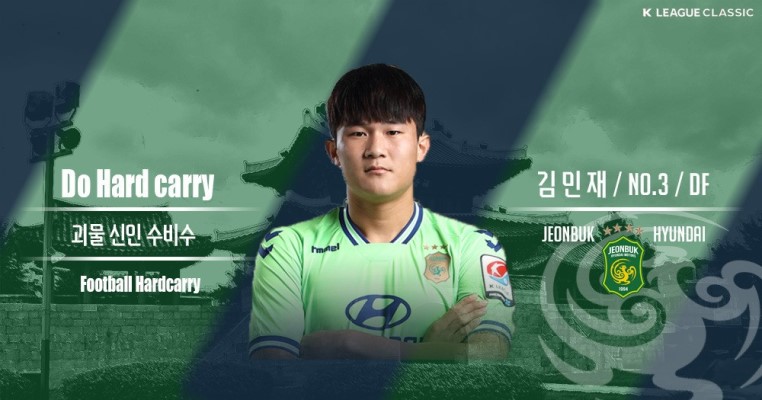 K LEAGUE CLASSIC
Do Hard carry
괴물 신인 수비수
Football Hardcarry
김민재 / NO.3 / DF
JEONBUK
HYUNDAI
JEONBUK
1994
hummel
K
HYUNDAI